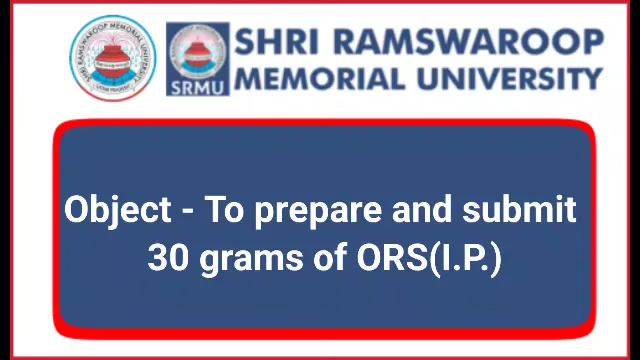 SHRI RAMSWAROOP
MEMORIAL UNIVERSITY
SRMU
Object - To prepare and submit
30 grams of ORS(I.P.)